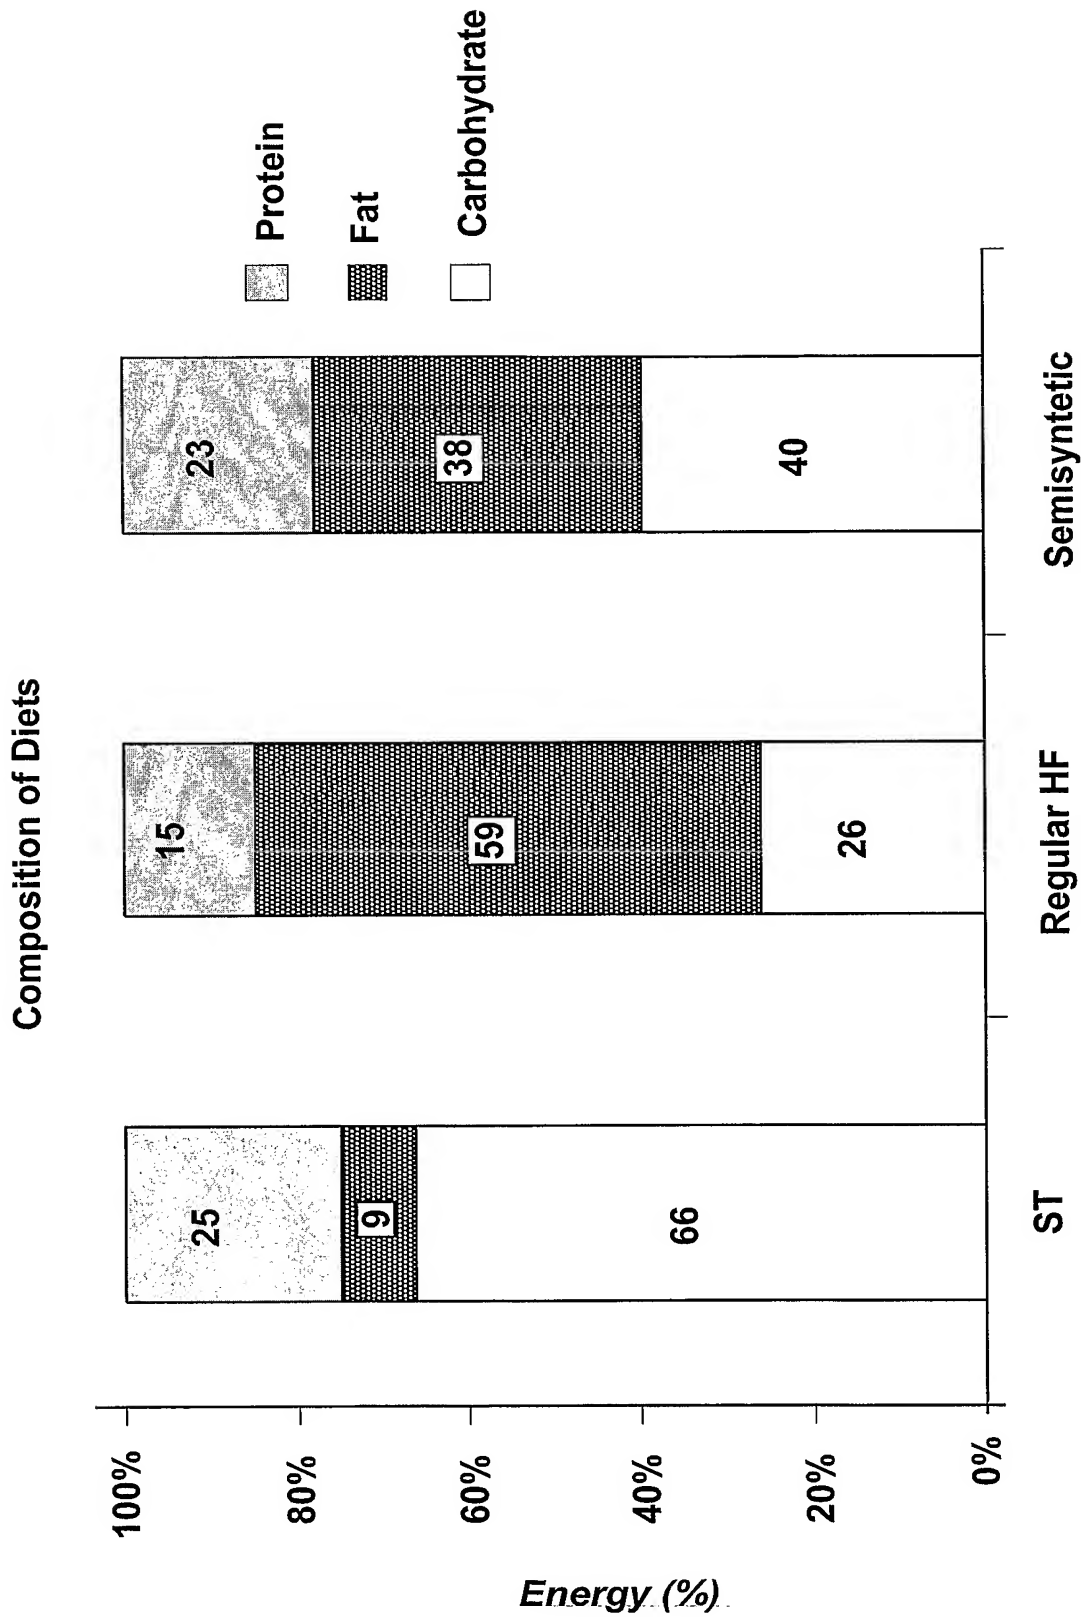 Composition of Diets
Energy (%)
100%
80%
60%
40%
20%
0%
25
9
66
15
59
26
23
38
40
ST
Regular HF
Semisyntetic
Protein
Fat
Carbohydrate